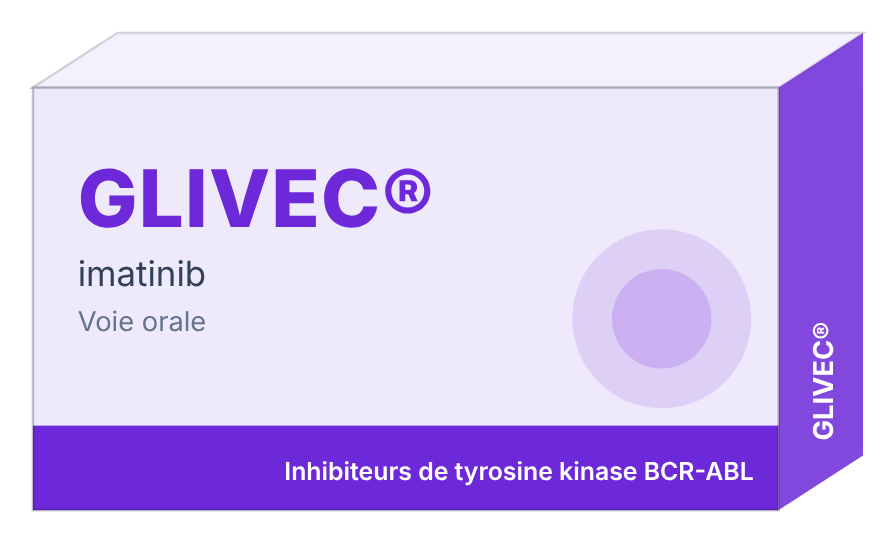 GLIVEC®
imatinib
Voie orale
Inhibiteurs de tyrosine kinase BCR-ABL
GLIVEC®